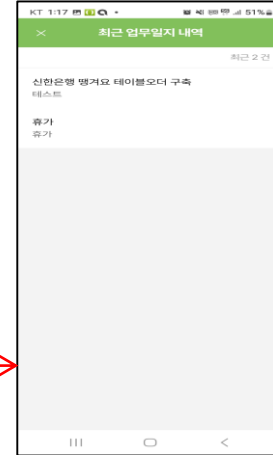 KT 1:17 51%
× 최근 업무일지 내역
최근 2 건
신한은행 땡겨요 테이블오더 구축
테스트
휴가
휴가